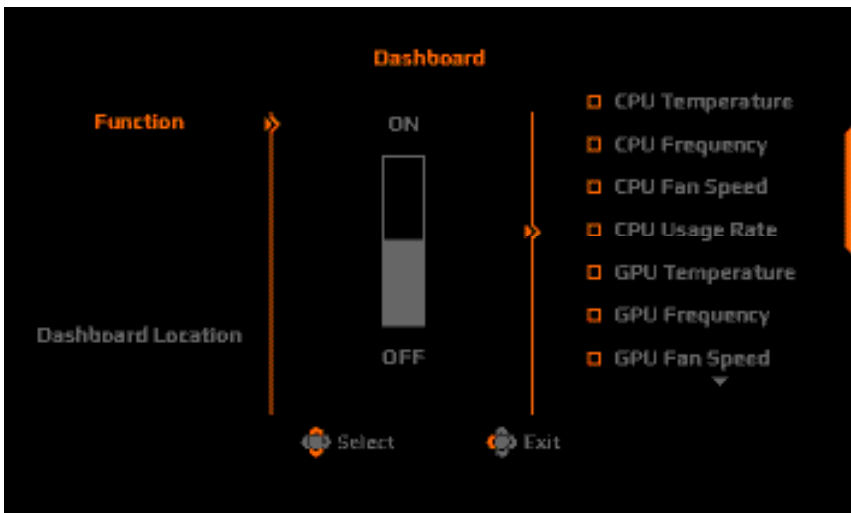 Dashboard
Function
ON
OFF
Dashboard Location
CPU Temperature
CPU Frequency
CPU Fan Speed
CPU Usage Rate
GPU Temperature
GPU Frequency
GPU Fan Speed
Select
Exit